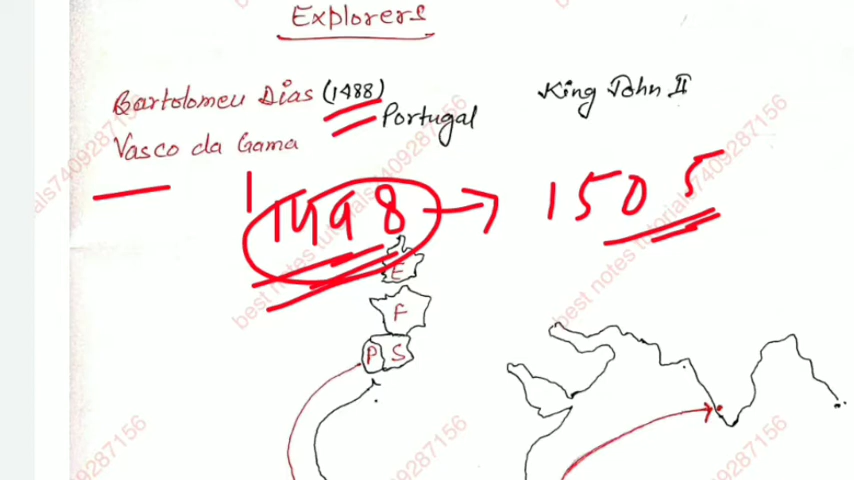 Explorers
Bartolomeu Dias (1488)
King John II
Portugal
Vasco da Gama
1498 → 1505
E
F
P S
best notes tutorials7409287156